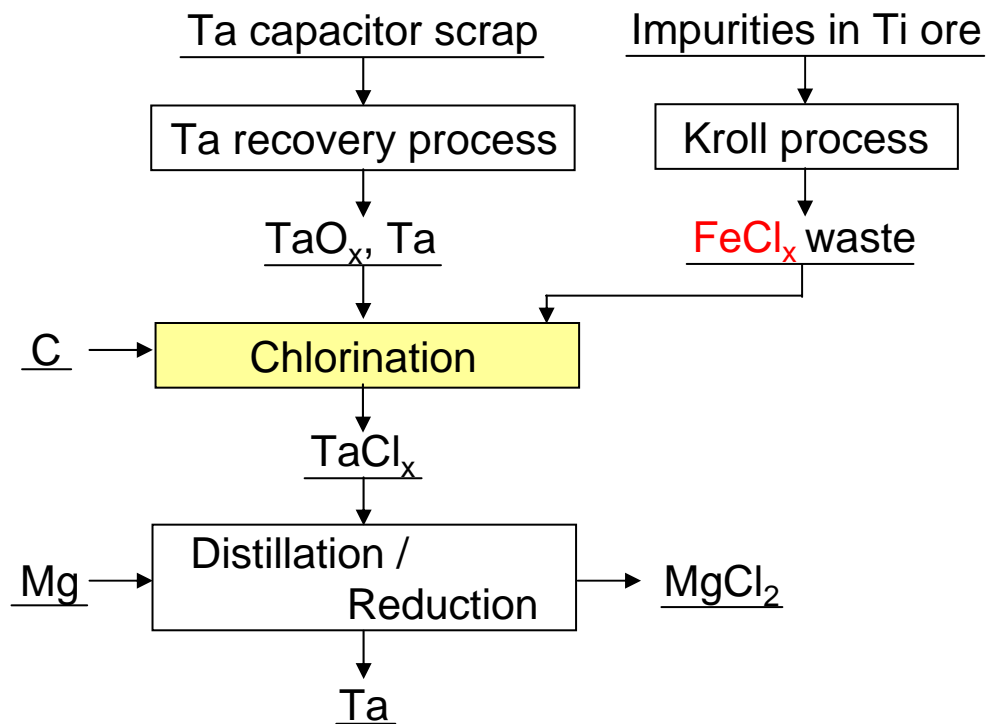 Ta capacitor scrap
Impurities in Ti ore
Ta recovery process
Kroll process
TaOₓ, Ta
FeClₓ waste
C
Chlorination
TaClₓ
Mg
Distillation /
Reduction
MgCl₂
Ta